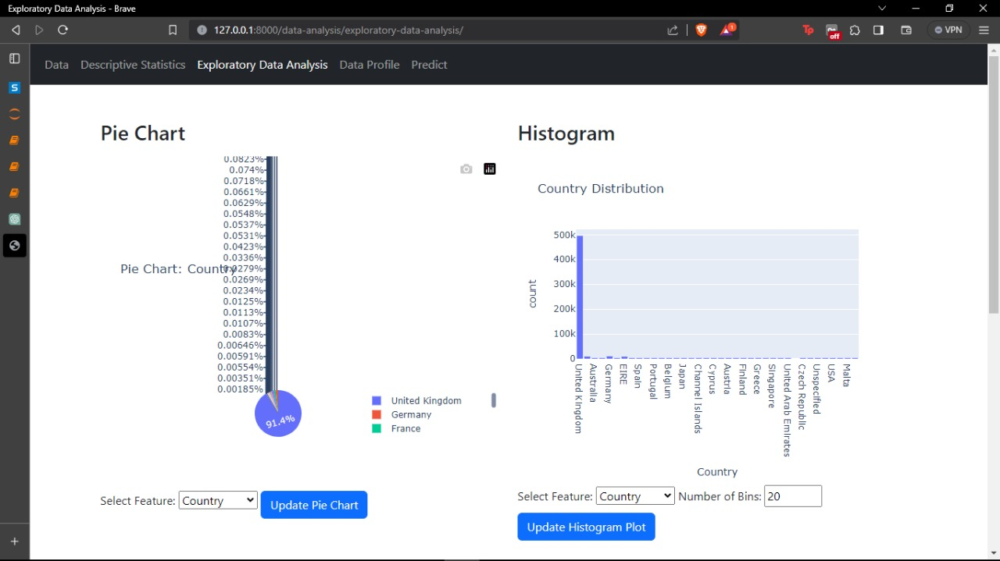 Exploratory Data Analysis - Brave
127.0.0.1:8000/data-analysis/exploratory-data-analysis/
1
Tp
off
VPN
S
Data Descriptive Statistics Exploratory Data Analysis Data Profile Predict
Pie Chart
0.0823%
0.074%
0.0718%
0.0661%
0.0629%
0.0548%
0.0537%
0.0531%
0.0423%
0.0336%
Pie Chart: Country
0.0279%
0.0269%
0.0234%
0.0125%
0.0113%
0.0107%
0.0083%
0.00646%
0.00591%
0.00554%
0.00351%
0.00185%
91.4%
United Kingdom
Germany
France
Select Feature: Country Update Pie Chart
Histogram
Country Distribution
500k
400k
300k
200k
100k
0
count
United Kingdom
Australia
Germany
EIRE
Spain
Portugal
Belgium
Japan
Channel Islands
Cyprus
Austria
Finland
Greece
Singapore
United Arab Emirates
Czech Republic
Unspecified
USA
Malta
Country
Select Feature: Country Number of Bins: 20
Update Histogram Plot